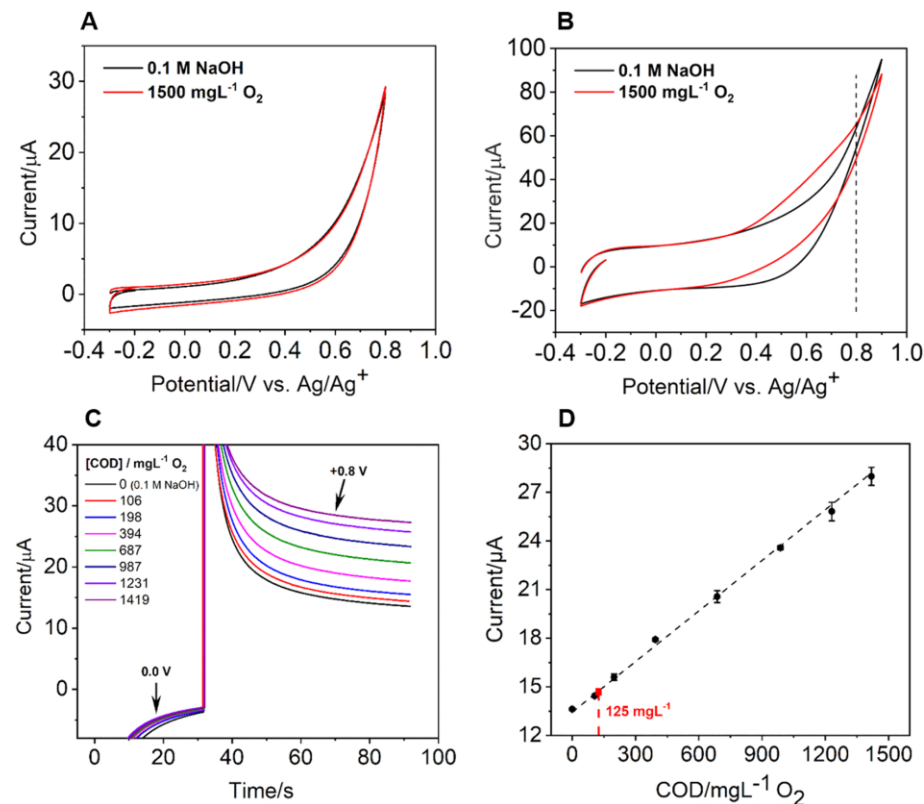 A
0.1 M NaOH
1500 mgL⁻¹ O₂
Current/μA
30
20
10
0
-0.4 -0.2 0.0 0.2 0.4 0.6 0.8 1.0
Potential/V vs. Ag/Ag⁺
B
0.1 M NaOH
1500 mgL⁻¹ O₂
Current/μA
100
80
60
40
20
0
-20
-0.4 -0.2 0.0 0.2 0.4 0.6 0.8 1.0
Potential/V vs. Ag/Ag⁺
C
[COD] / mgL⁻¹ O₂
0 (0.1 M NaOH)
106
198
394
687
987
1231
1419
+0.8 V
0.0 V
Current/μA
40
30
20
10
0
0 20 40 60 80 100
Time/s
D
Current/μA
30
27
24
21
18
15
12
125 mgL⁻¹
0 300 600 900 1200 1500
COD/mgL⁻¹ O₂